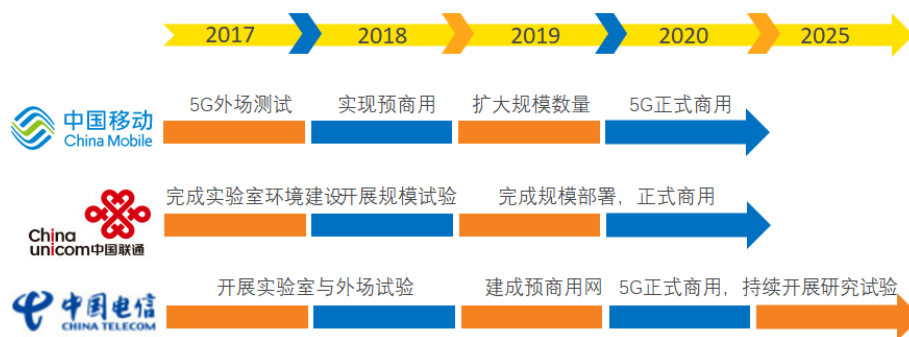 2017 2018 2019 2020 2025
5G外场测试 实现预商用 扩大规模数量 5G正式商用
中国移动
China Mobile
完成实验室环境建设 开展规模试验 完成规模部署，正式商用
China
unicom中国联通
开展实验室与外场试验 建成预商用网 5G正式商用，持续开展研究试验
中国电信
CHINA TELECOM